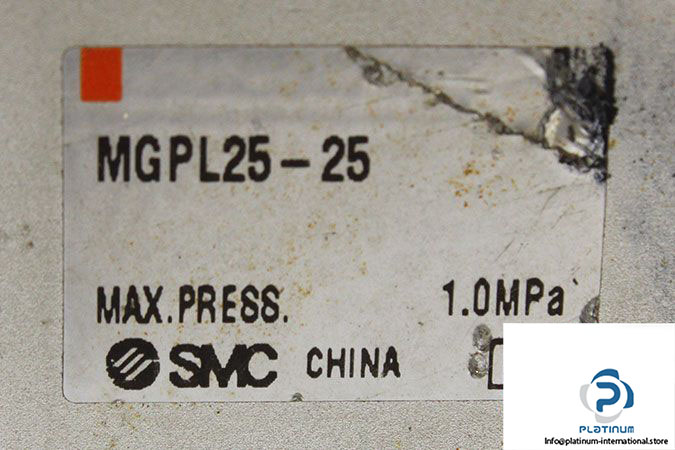 MGPL25-25
MAX.PRESS. 1.0MPa
SMC CHINA
PLATINUM
Info@platinum-international.store